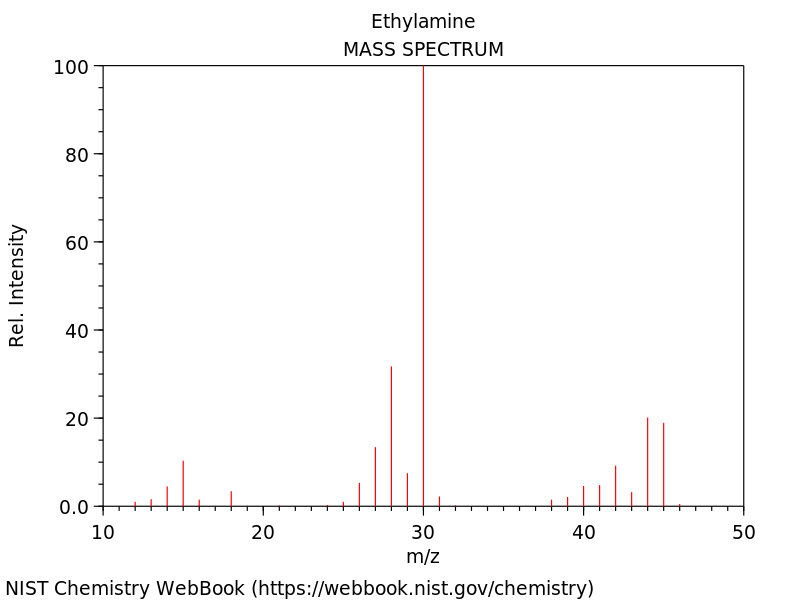 Ethylamine
MASS SPECTRUM
100
80
60
40
20
0.0
Rel. Intensity
10 20 30 40 50
m/z
NIST Chemistry WebBook (https://webbook.nist.gov/chemistry)